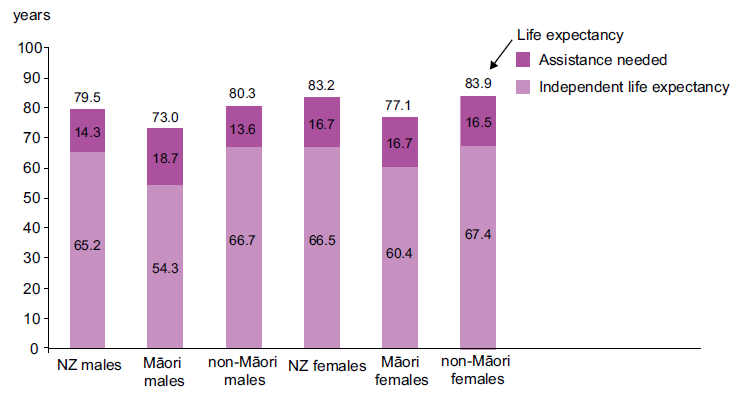 years
Life expectancy
Assistance needed
Independent life expectancy
100
90
80
70
60
50
40
30
20
10
0
79.5
14.3
65.2
73.0
18.7
54.3
80.3
13.6
66.7
83.2
16.7
66.5
77.1
16.7
60.4
83.9
16.5
67.4
NZ males
Māori
males
non-Māori
males
NZ females
Māori
females
non-Māori
females